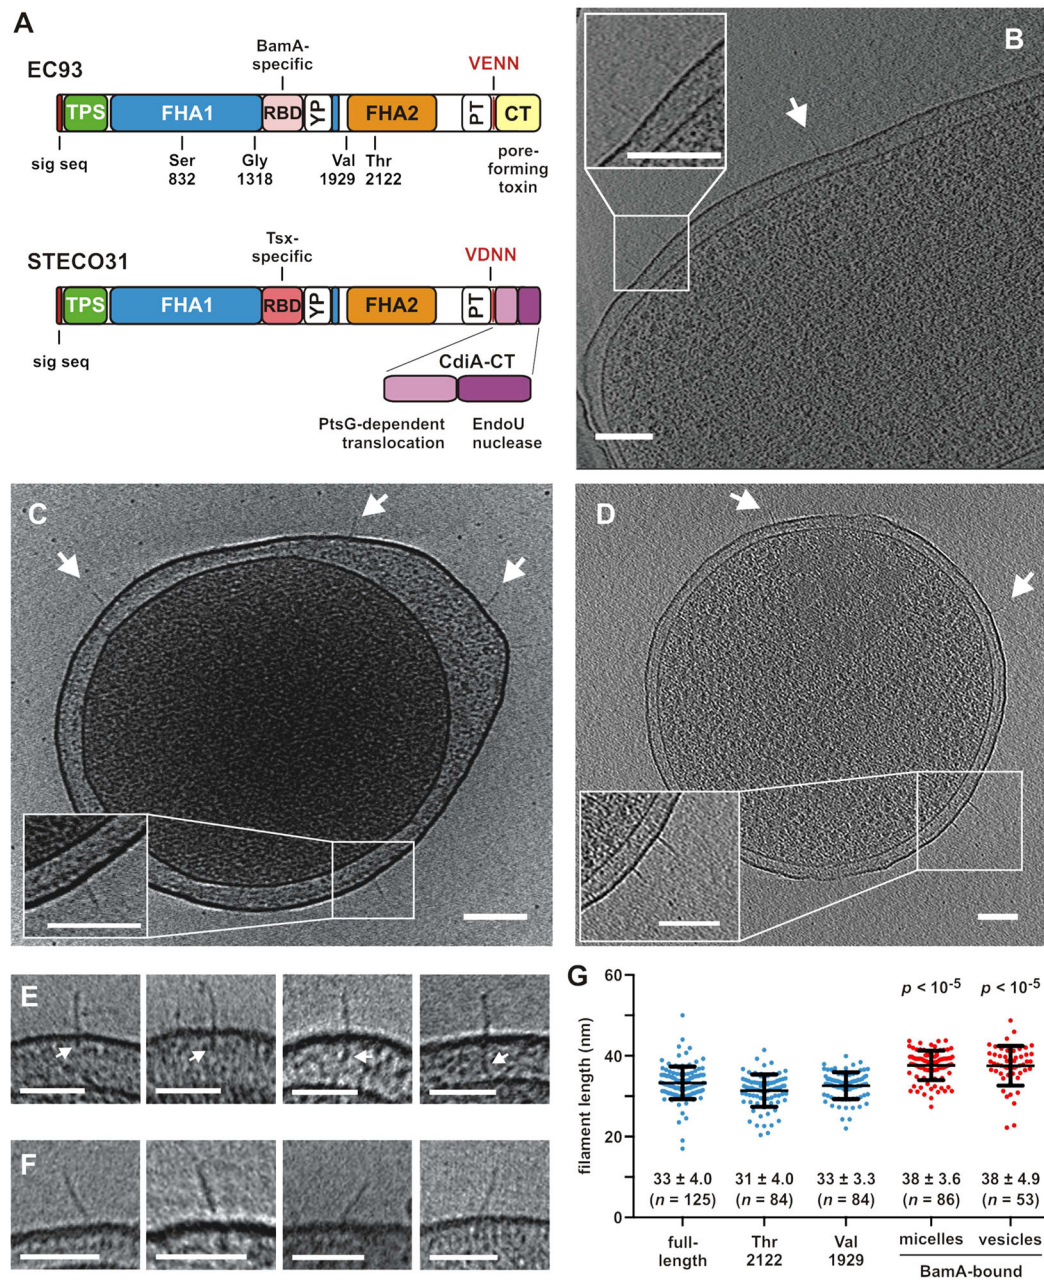 A
EC93
BamA-
specific
VENN
TPS FHA1 RBD YP FHA2 PT CT
sig seq
Ser
832
Gly
1318
Val
1929
Thr
2122
pore-
forming
toxin
STECO31
Tsx-
specific
VDNN
TPS FHA1 RBD YP FHA2 PT
sig seq
CdiA-CT
PtsG-dependent
translocation
EndoU
nuclease
B
C
D
E
F
G
filament length (nm)
60
40
20
0
p < 10-5 p < 10-5
33 ± 4.0 31 ± 4.0 33 ± 3.3 38 ± 3.6 38 ± 4.9
(n = 125) (n = 84) (n = 84) (n = 86) (n = 53)
full-
length
Thr
2122
Val
1929
micelles vesicles
BamA-bound